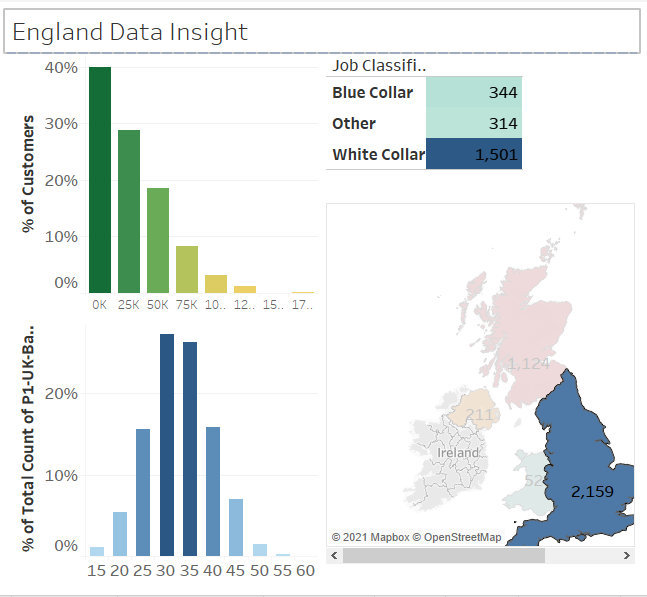 England Data Insight
% of Customers
40%
30%
20%
10%
0%
0K 25K 50K 75K 10.. 12.. 15.. 17..
Job Classifi..
Blue Collar 344
Other 314
White Collar 1,501
% of Total Count of P1-UK-Ba..
20%
10%
0%
15 20 25 30 35 40 45 50 55 60
1,124
211
Ireland
52
2,159
© 2021 Mapbox © OpenStreetMap